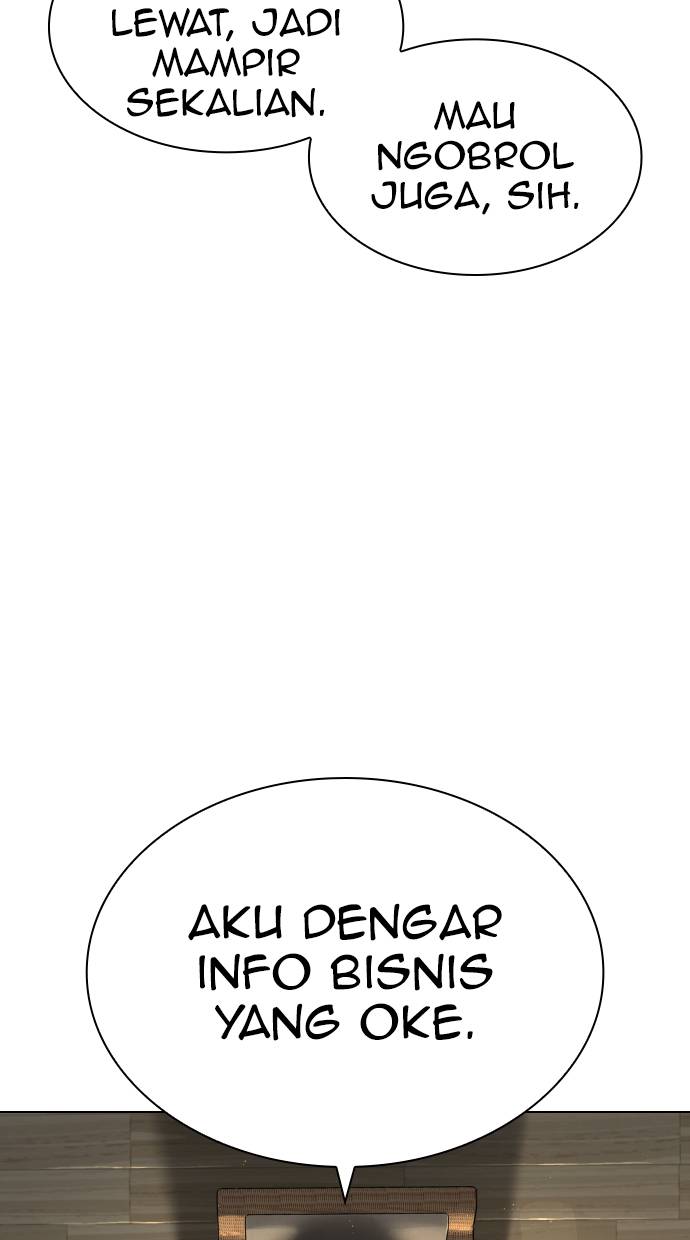 LEWAT, JADI
MAMPIR
SEKALIAN.
MAU
NGOBROL
JUGA, SIH.
AKU DENGAR
INFO BISNIS
YANG OKE.